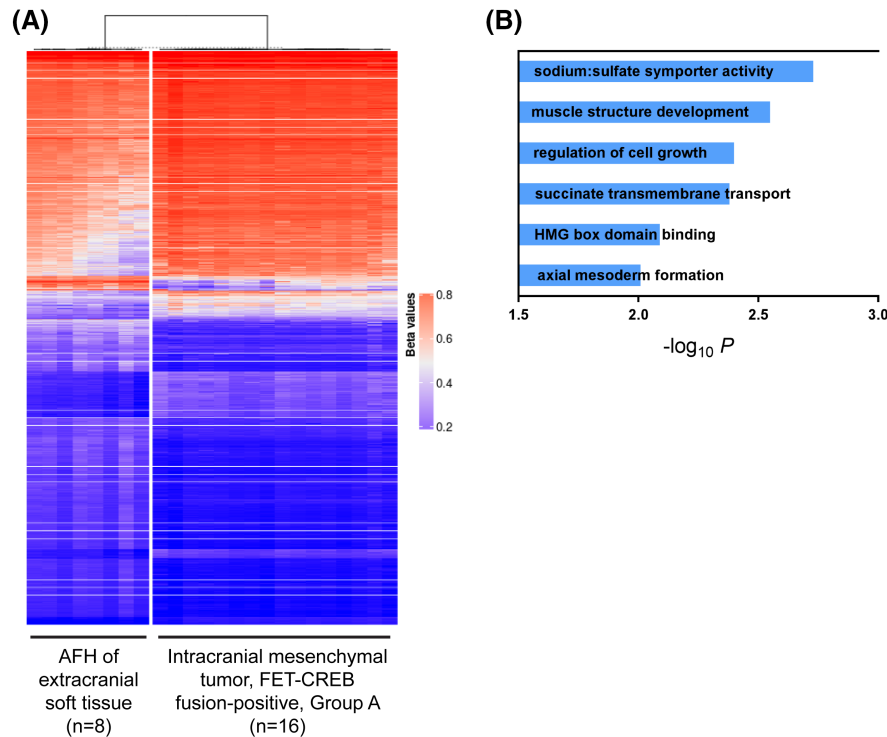 (A)
(B)
Beta values
0.8
0.6
0.4
0.2
AFH of
extracranial
soft tissue
(n=8)
Intracranial mesenchymal
tumor, FET-CREB
fusion-positive, Group A
(n=16)
sodium:sulfate symporter activity
muscle structure development
regulation of cell growth
succinate transmembrane transport
HMG box domain binding
axial mesoderm formation
1.5 2.0 2.5 3.0
-log10 P